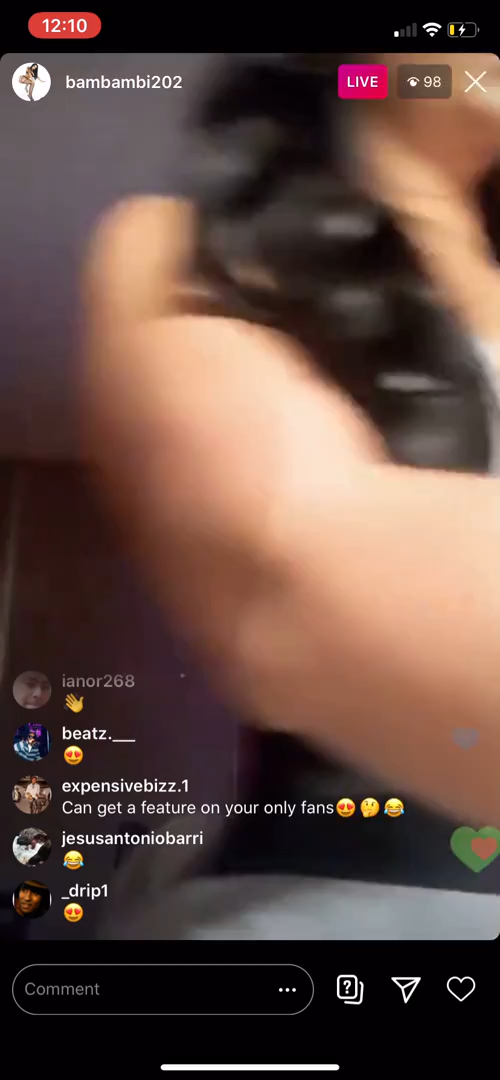 12:10
bambambi202
LIVE
98
ianor268
👋
beatz.___
😍
expensivebizz.1
Can get a feature on your only fans😍🤔😂
jesusantoniobarri
😂
_drip1
😍
Comment